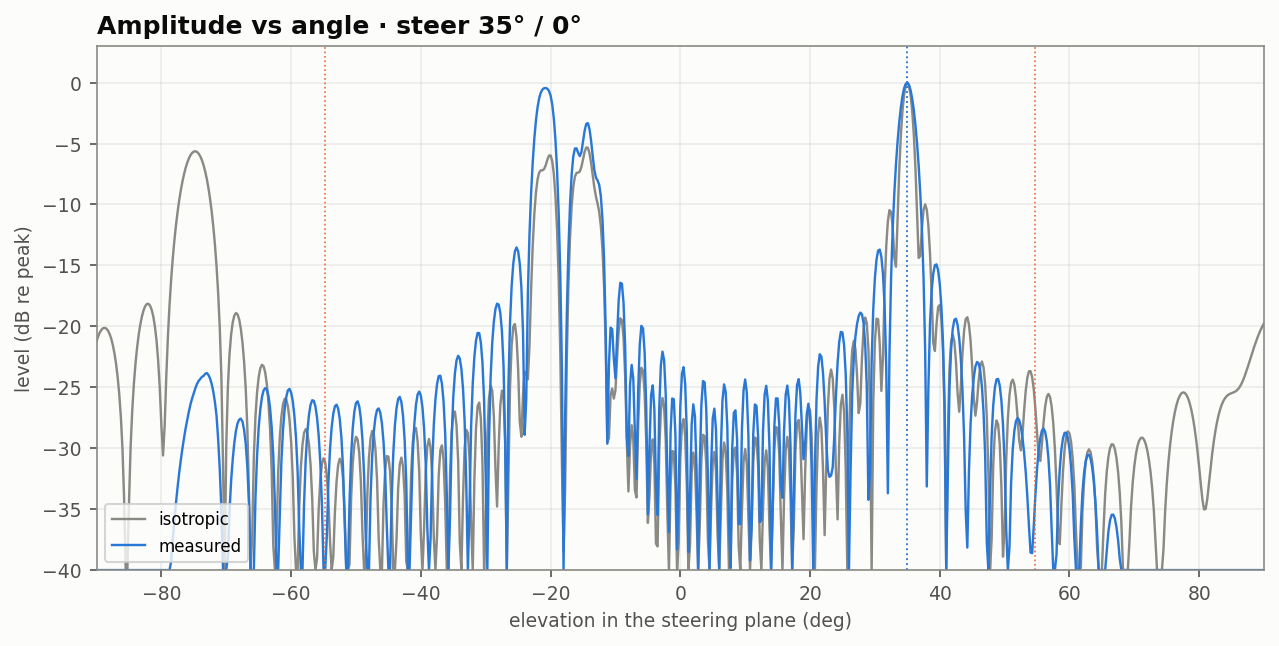 Amplitude vs angle · steer 35° / 0°
level (dB re peak)
0
−5
−10
−15
−20
−25
−30
−35
−40
isotropic
measured
−80 −60 −40 −20 0 20 40 60 80
elevation in the steering plane (deg)